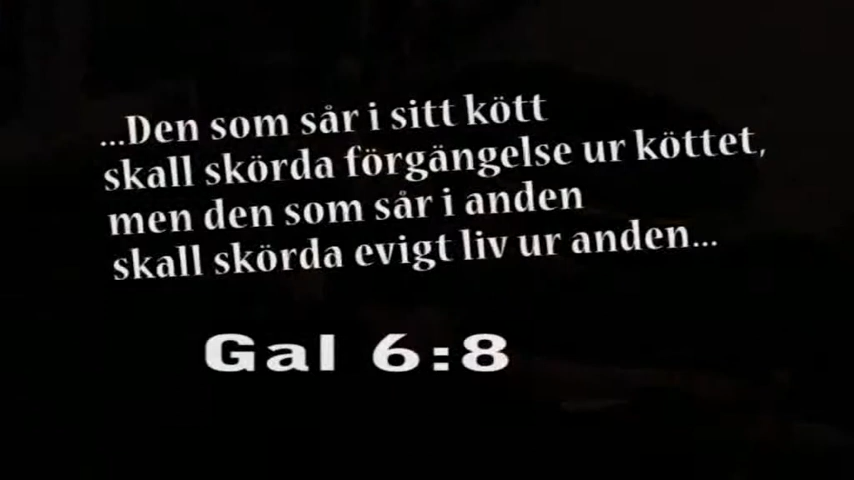 ...Den som sår i sitt kött
skall skörda förgängelse ur köttet,
men den som sår i anden
skall skörda evigt liv ur anden...
Gal 6:8